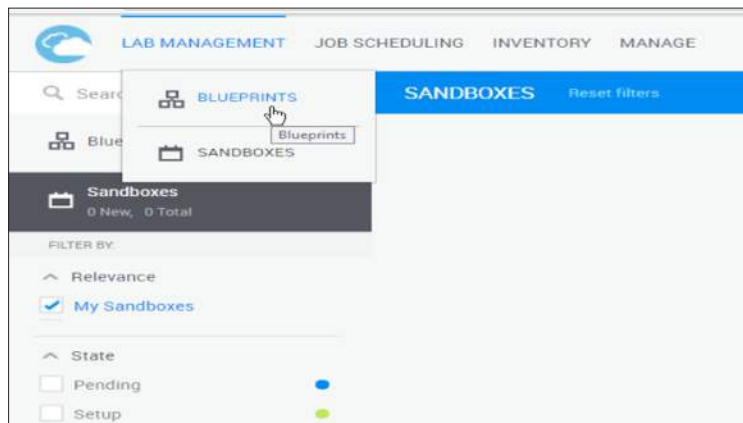 LAB MANAGEMENT JOB SCHEDULING INVENTORY MANAGE
Sear
BLUEPRINTS
SANDBOXES Reset filters
Blue
Blueprints
SANDBOXES
Sandboxes
0 New, 0 Total
FILTER BY:
Relevance
My Sandboxes
State
Pending
Setup